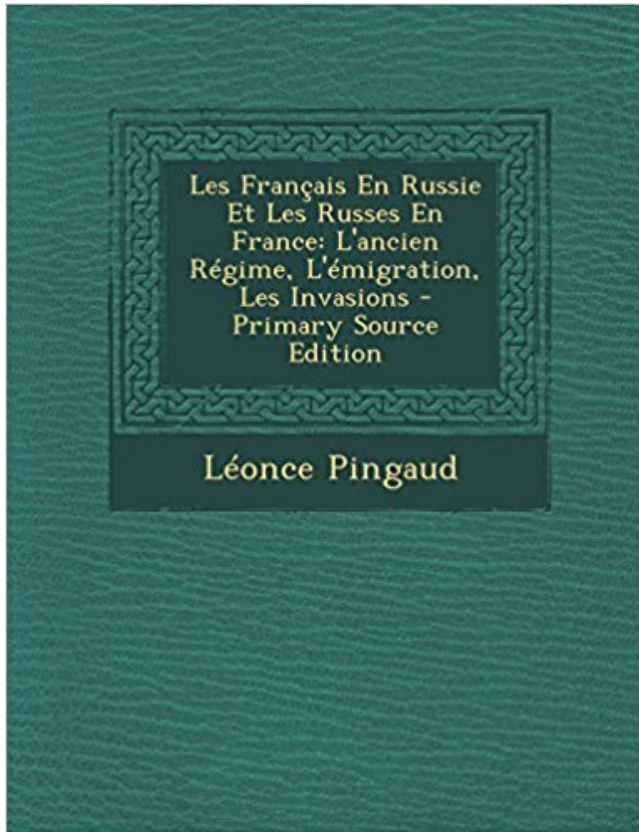 Les Français En Russie
Et Les Russes En
France: L'ancien
Régime, L'émigration,
Les Invasions -
Primary Source
Edition
Léonce Pingaud